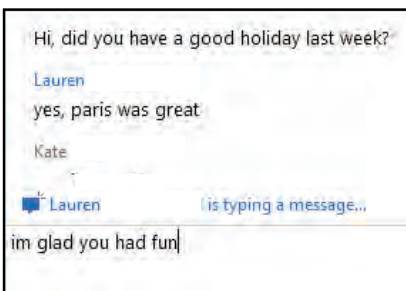 Hi, did you have a good holiday last week?
Lauren
yes, paris was great
Kate
Lauren is typing a message...
im glad you had fun